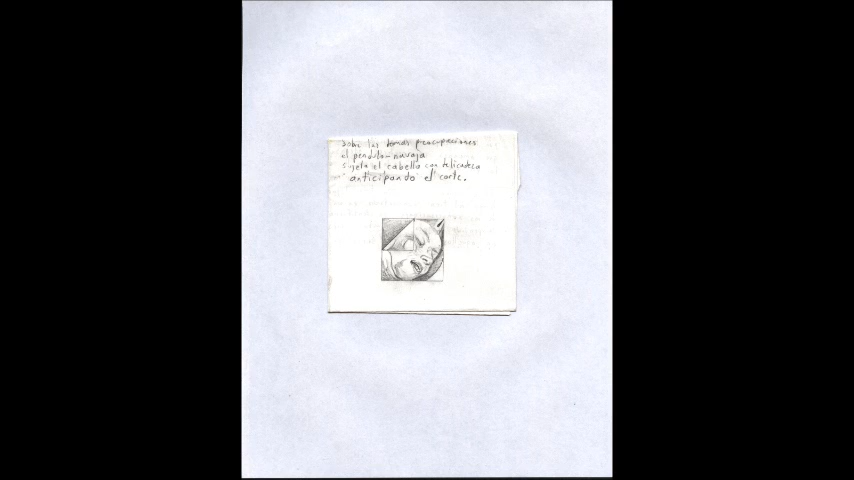 sobre las demas preocupaciones
el pendulo-navaja
sujeta el cabello con delicadeza
anticipando el corte.